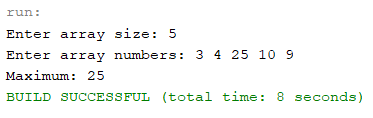 run:
Enter array size: 5
Enter array numbers: 3 4 25 10 9
Maximum: 25
BUILD SUCCESSFUL (total time: 8 seconds)